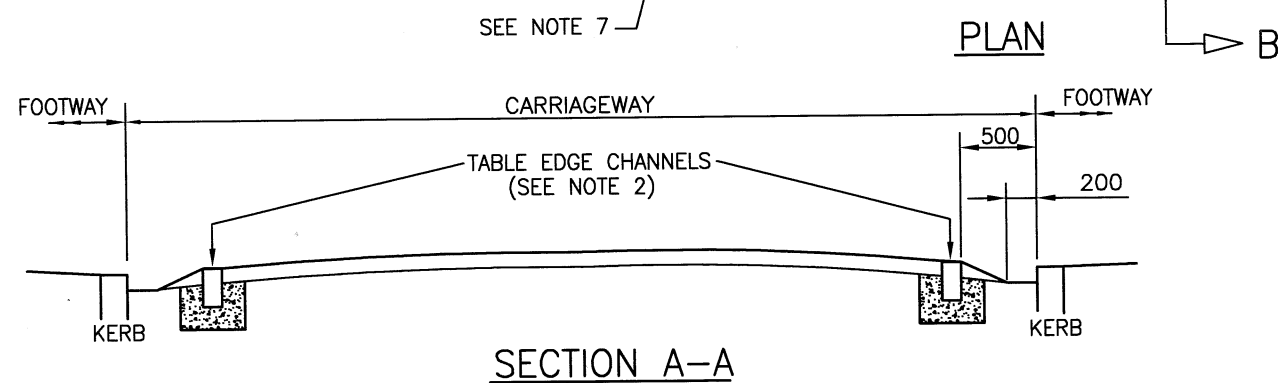 SEE NOTE 7
PLAN
B
FOOTWAY
CARRIAGEWAY
FOOTWAY
500
TABLE EDGE CHANNELS
(SEE NOTE 2)
200
KERB
KERB
SECTION A-A